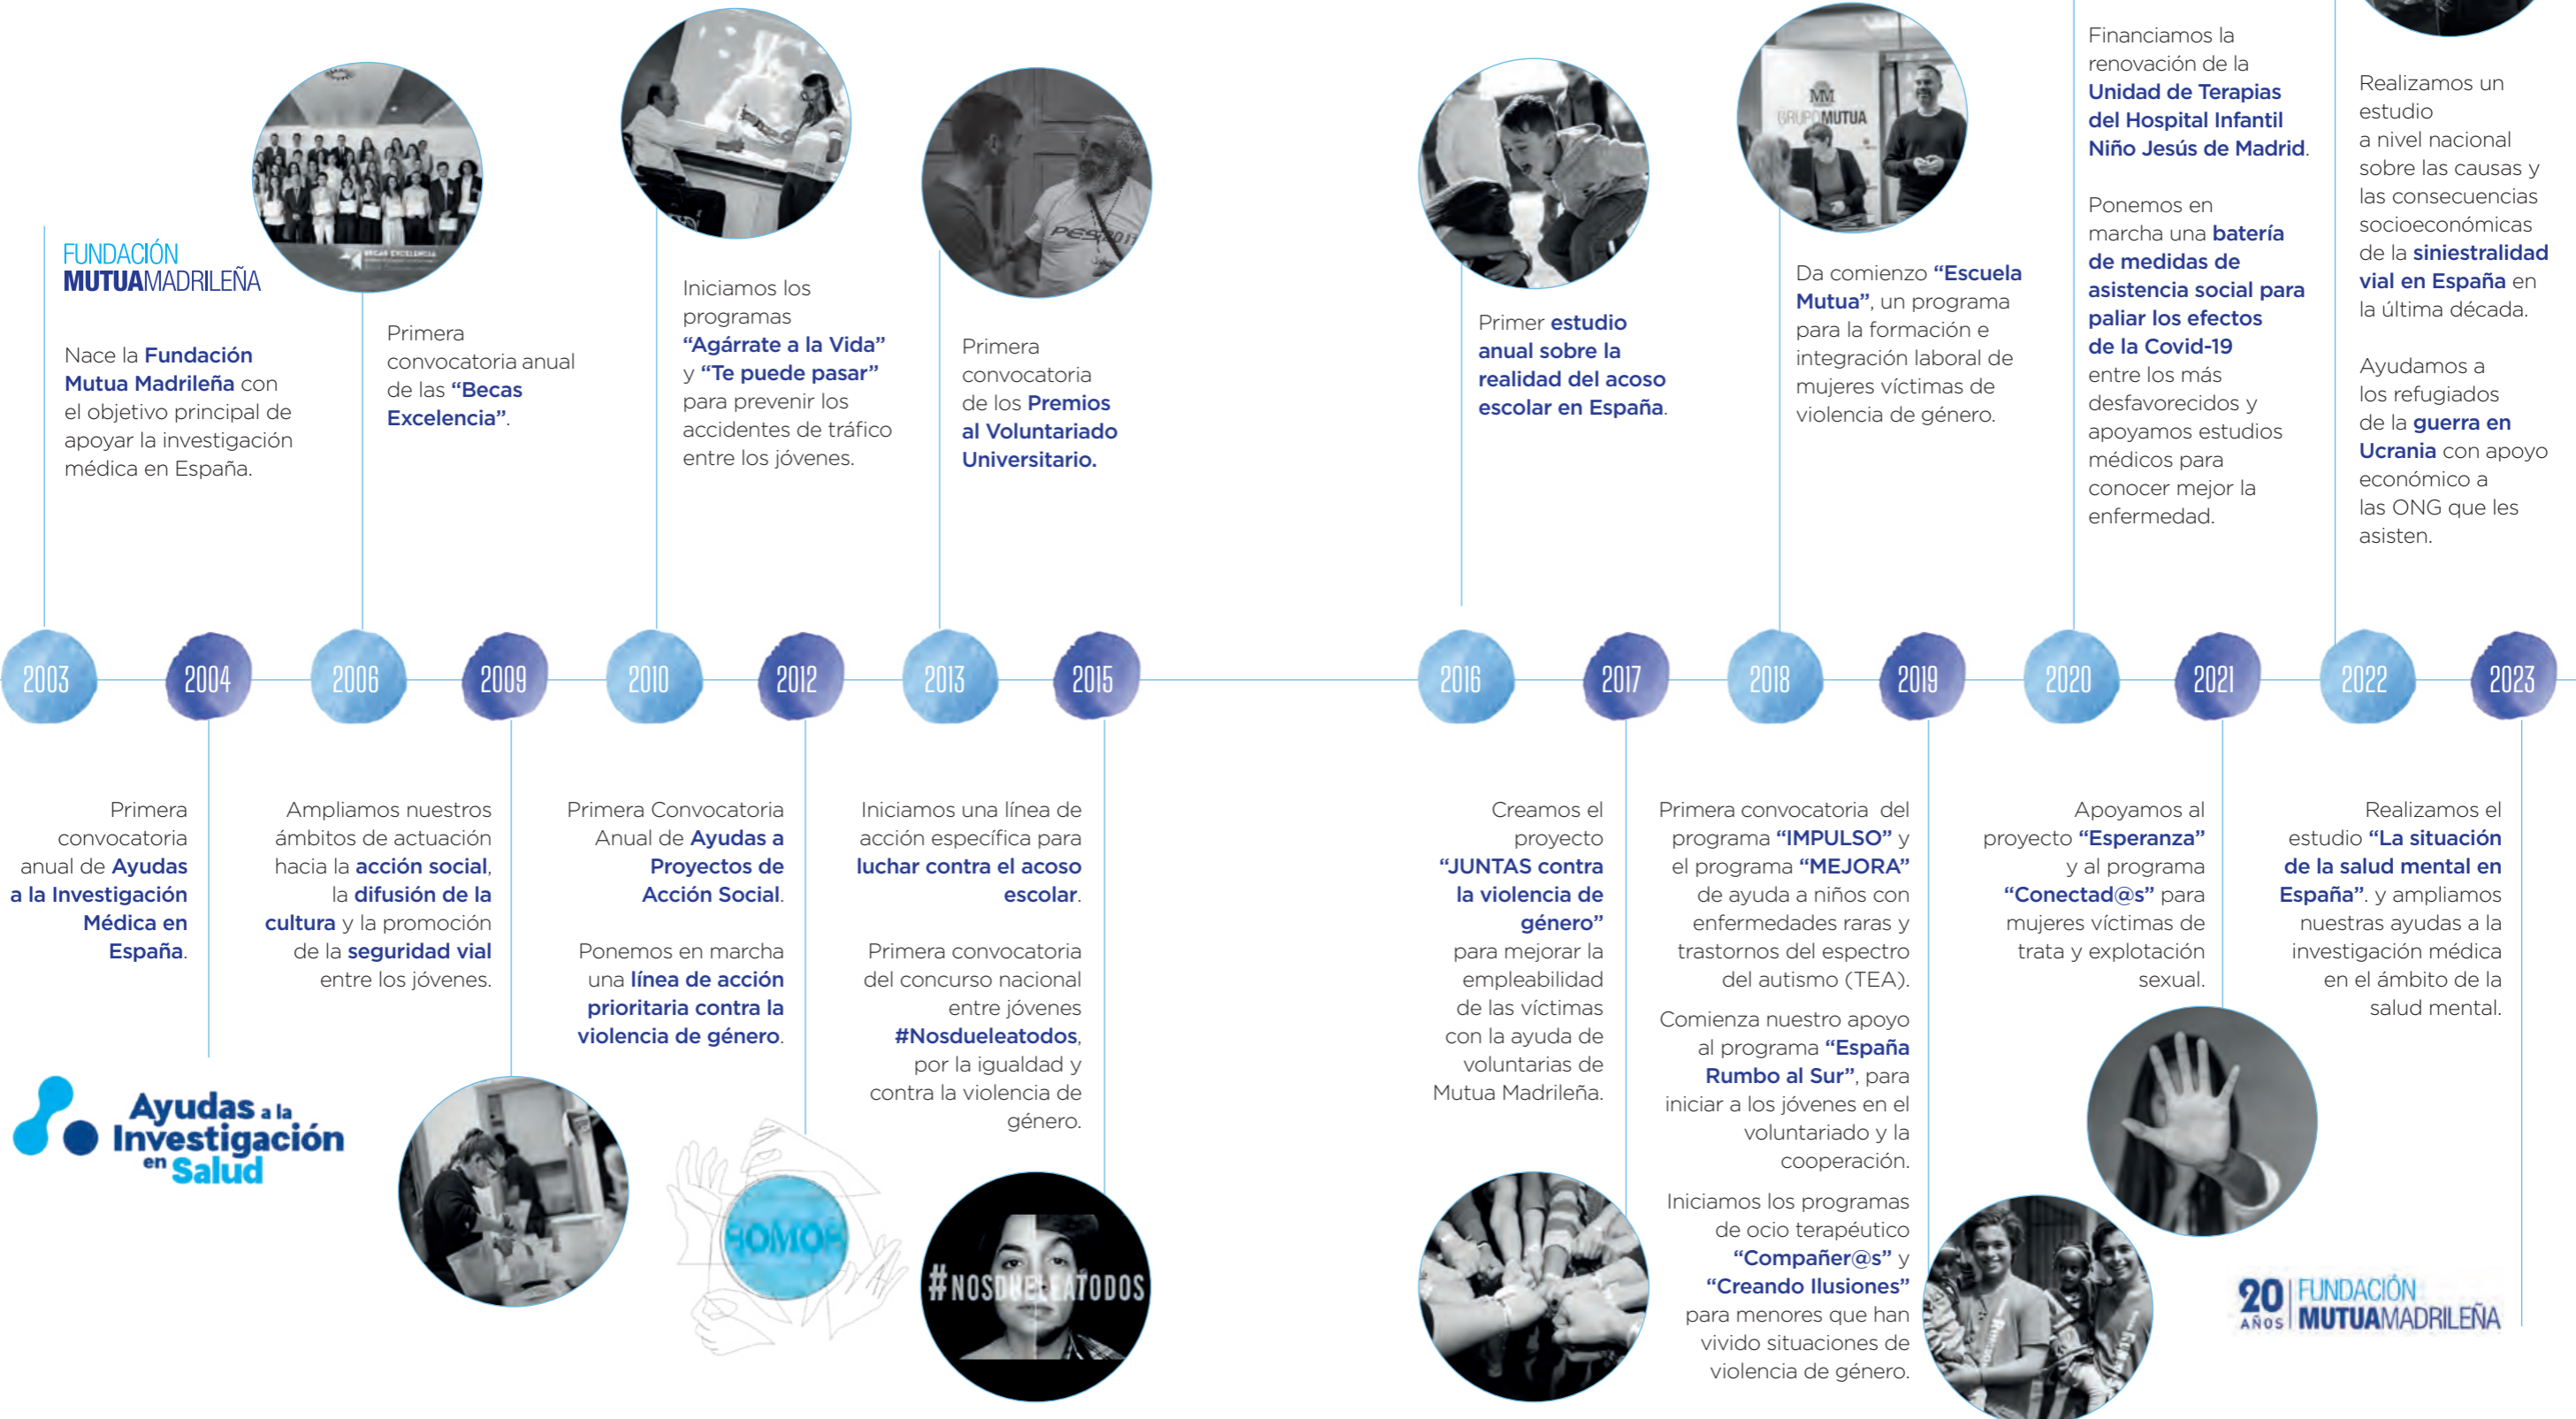 FUNDACIÓN
MUTUAMADRILEÑA
Nace la Fundación
Mutua Madrileña con
el objetivo principal de
apoyar la investigación
médica en España.
BECAS EXCELENCIA
Primera
convocatoria anual
de las “Becas
Excelencia”.
Iniciamos los
programas
“Agárrate a la Vida”
y “Te puede pasar”
para prevenir los
accidentes de tráfico
entre los jóvenes.
Primera
convocatoria
de los Premios
al Voluntariado
Universitario.
Primer estudio
anual sobre la
realidad del acoso
escolar en España.
MM
GRUPOMUTUA
Da comienzo “Escuela
Mutua”, un programa
para la formación e
integración laboral de
mujeres víctimas de
violencia de género.
Financiamos la
renovación de la
Unidad de Terapias
del Hospital Infantil
Niño Jesús de Madrid.
Ponemos en
marcha una batería
de medidas de
asistencia social para
paliar los efectos
de la Covid-19
entre los más
desfavorecidos y
apoyamos estudios
médicos para
conocer mejor la
enfermedad.
Realizamos un
estudio
a nivel nacional
sobre las causas y
las consecuencias
socioeconómicas
de la siniestralidad
vial en España en
la última década.
Ayudamos a
los refugiados
de la guerra en
Ucrania con apoyo
económico a
las ONG que les
asisten.
2003
2004
2006
2009
2010
2012
2013
2015
2016
2017
2018
2019
2020
2021
2022
2023
Primera
convocatoria
anual de Ayudas
a la Investigación
Médica en
España.
Ayudas a la
Investigación
en Salud
Ampliamos nuestros
ámbitos de actuación
hacia la acción social,
la difusión de la
cultura y la promoción
de la seguridad vial
entre los jóvenes.
Primera Convocatoria
Anual de Ayudas a
Proyectos de
Acción Social.
Ponemos en marcha
una línea de acción
prioritaria contra la
violencia de género.
SOMOS
Iniciamos una línea de
acción específica para
luchar contra el acoso
escolar.
Primera convocatoria
del concurso nacional
entre jóvenes
#Nosdueleatodos,
por la igualdad y
contra la violencia de
género.
#NOSDUELEATODOS
Creamos el
proyecto
“JUNTAS contra
la violencia de
género”
para mejorar la
empleabilidad
de las víctimas
con la ayuda de
voluntarias de
Mutua Madrileña.
Primera convocatoria del
programa “IMPULSO” y
el programa “MEJORA”
de ayuda a niños con
enfermedades raras y
trastornos del espectro
del autismo (TEA).
Comienza nuestro apoyo
al programa “España
Rumbo al Sur”, para
iniciar a los jóvenes en el
voluntariado y la
cooperación.
Iniciamos los programas
de ocio terapéutico
“Compañer@s” y
“Creando Ilusiones”
para menores que han
vivido situaciones de
violencia de género.
Apoyamos al
proyecto “Esperanza”
y al programa
“Conectad@s” para
mujeres víctimas de
trata y explotación
sexual.
Realizamos el
estudio “La situación
de la salud mental en
España”. y ampliamos
nuestras ayudas a la
investigación médica
en el ámbito de la
salud mental.
20 AÑOS
FUNDACIÓN
MUTUAMADRILEÑA